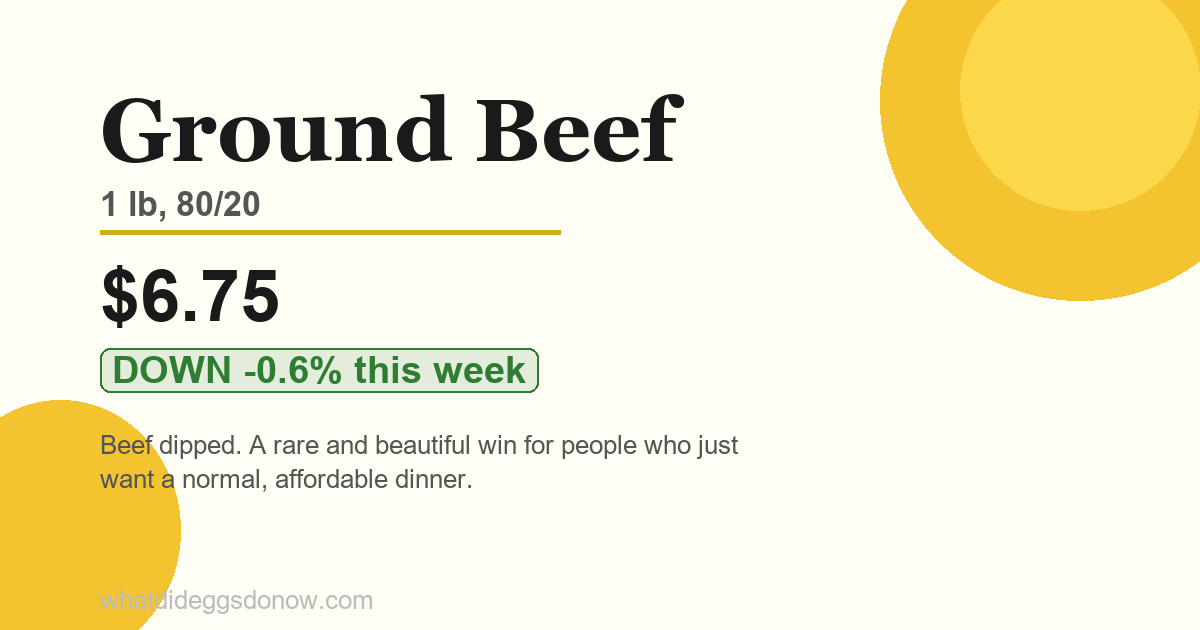 Ground Beef
1 lb, 80/20
$6.75
DOWN -0.6% this week
Beef dipped. A rare and beautiful win for people who just
want a normal, affordable dinner.
whatdideggsdonow.com